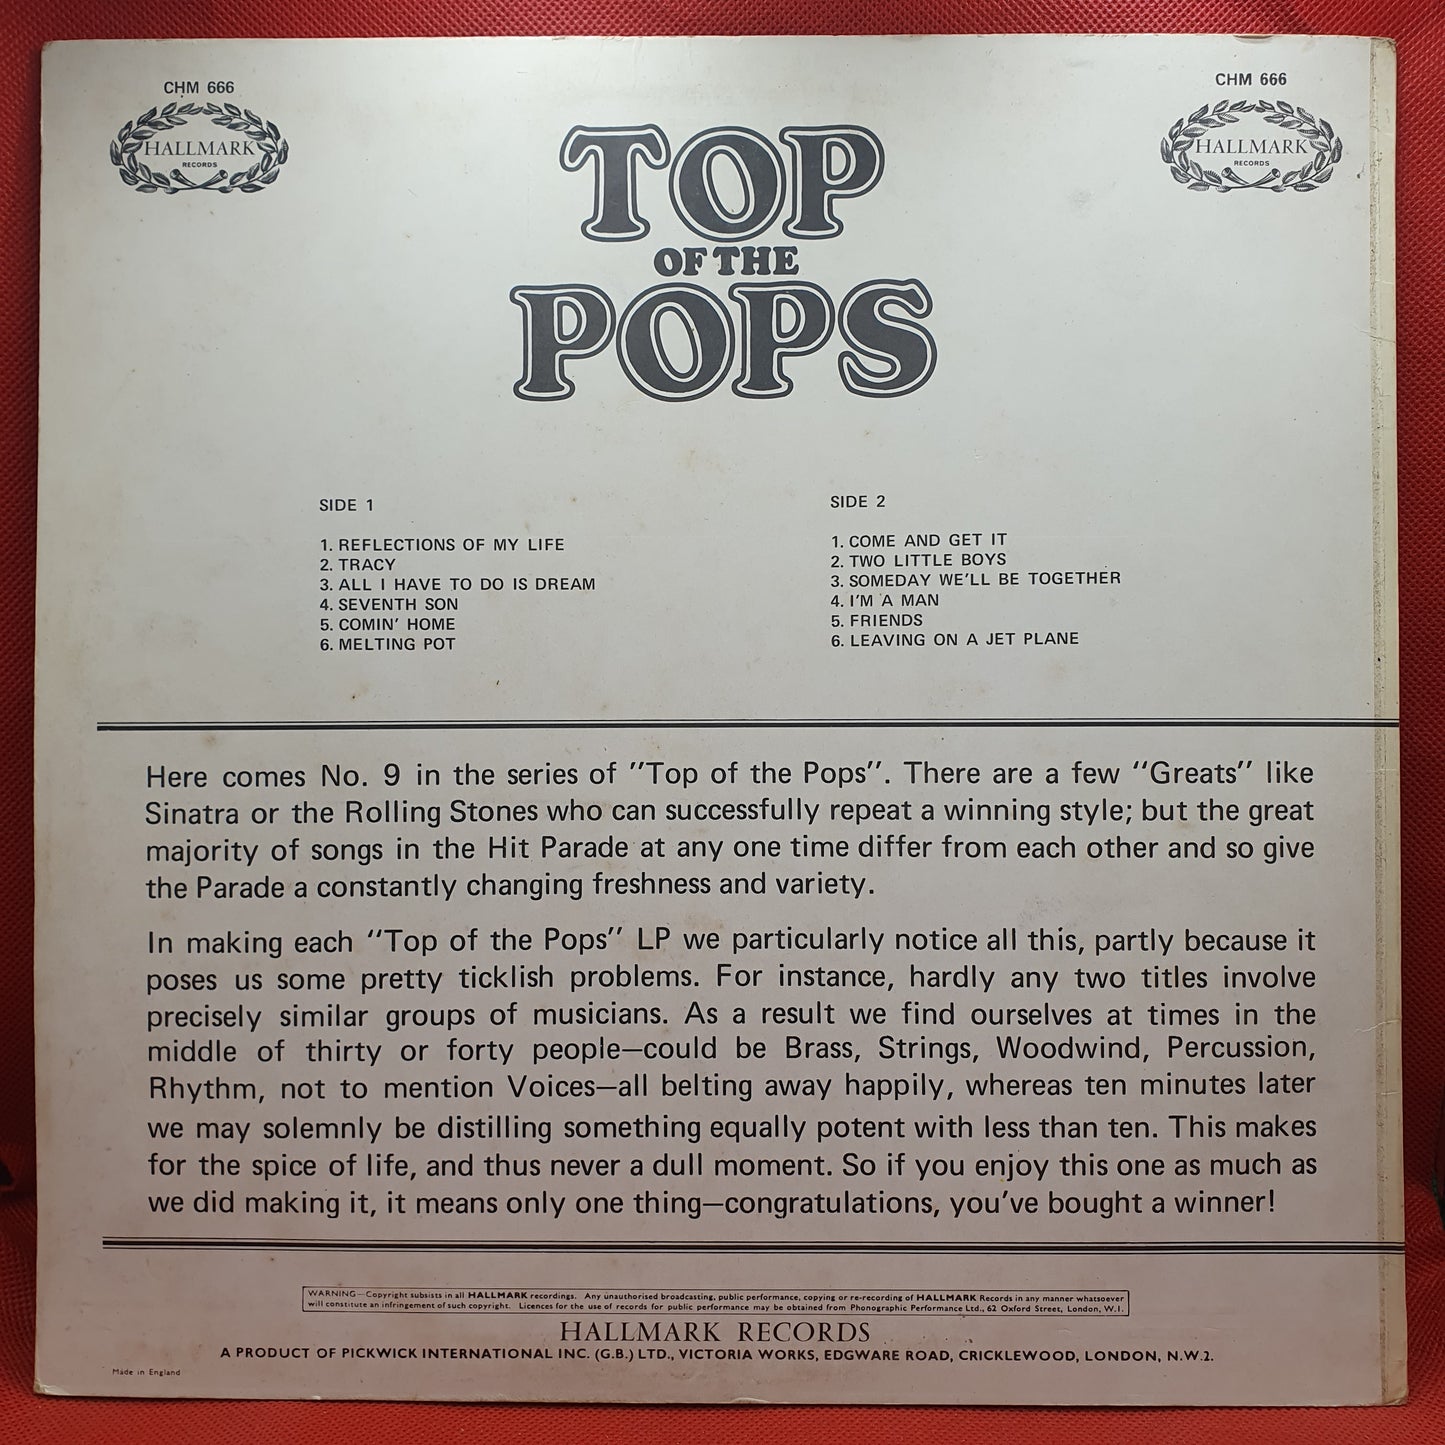 CHM 666
HALLMARK
RECORDS
CHM 666
HALLMARK
RECORDS
TOP
OF THE
POPS
SIDE 1
1. REFLECTIONS OF MY LIFE
2. TRACY
3. ALL I HAVE TO DO IS DREAM
4. SEVENTH SON
5. COMIN' HOME
6. MELTING POT
SIDE 2
1. COME AND GET IT
2. TWO LITTLE BOYS
3. SOMEDAY WE'LL BE TOGETHER
4. I'M A MAN
5. FRIENDS
6. LEAVING ON A JET PLANE
Here comes No. 9 in the series of "Top of the Pops". There are a few "Greats" like
Sinatra or the Rolling Stones who can successfully repeat a winning style; but the great
majority of songs in the Hit Parade at any one time differ from each other and so give
the Parade a constantly changing freshness and variety.
In making each "Top of the Pops" LP we particularly notice all this, partly because it
poses us some pretty ticklish problems. For instance, hardly any two titles involve
precisely similar groups of musicians. As a result we find ourselves at times in the
middle of thirty or forty people—could be Brass, Strings, Woodwind, Percussion,
Rhythm, not to mention Voices—all belting away happily, whereas ten minutes later
we may solemnly be distilling something equally potent with less than ten. This makes
for the spice of life, and thus never a dull moment. So if you enjoy this one as much as
we did making it, it means only one thing—congratulations, you've bought a winner!
WARNING—Copyright subsists in all HALLMARK recordings. Any unauthorised broadcasting, public performance, copying or re-recording of HALLMARK Records in any manner whatsoever
will constitute an infringement of such copyright. Licences for the use of records for public performance may be obtained from Phonographic Performance Ltd., 62 Oxford Street, London, W.1.
HALLMARK RECORDS
A PRODUCT OF PICKWICK INTERNATIONAL INC. (G.B.) LTD., VICTORIA WORKS, EDGWARE ROAD, CRICKLEWOOD, LONDON, N.W.2.
Made in England